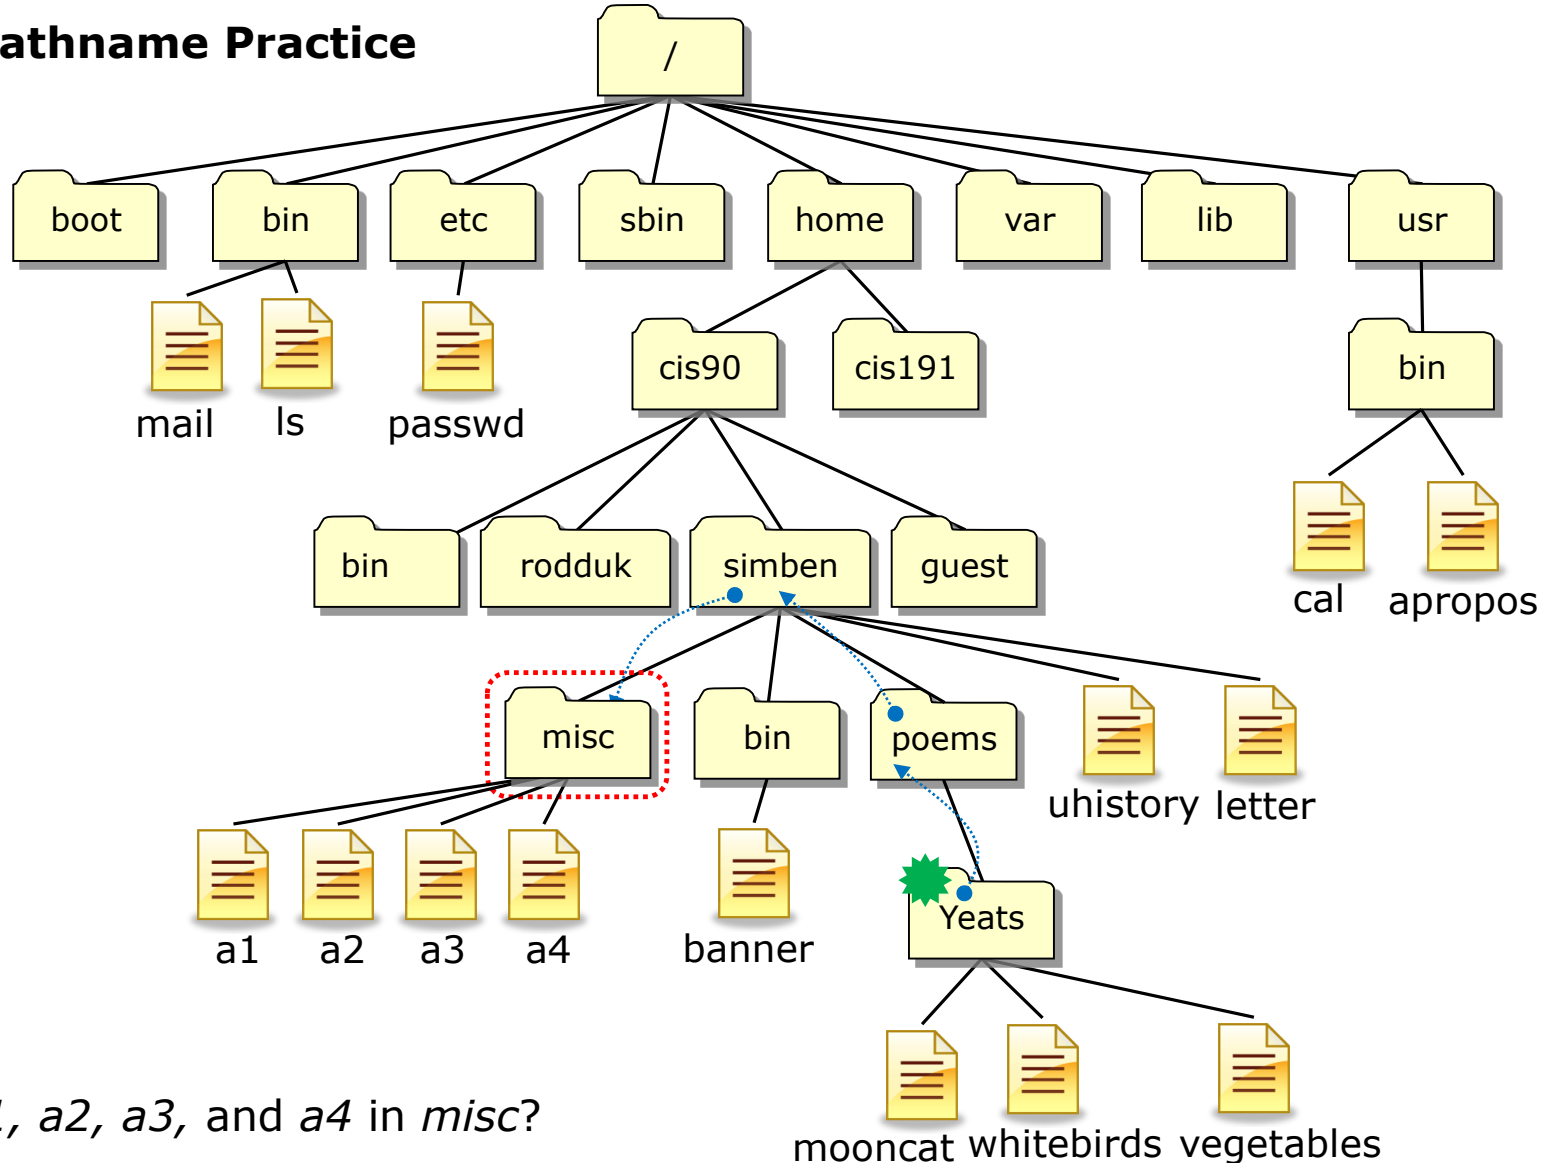 athname Practice
/
boot bin etc sbin home var lib usr
mail ls passwd
cis90 cis191 bin
bin rodduk simben guest
cal apropos
misc bin poems
uhistory letter
a1 a2 a3 a4 banner Yeats
, a2, a3, and a4 in misc?
mooncat whitebirds vegetables